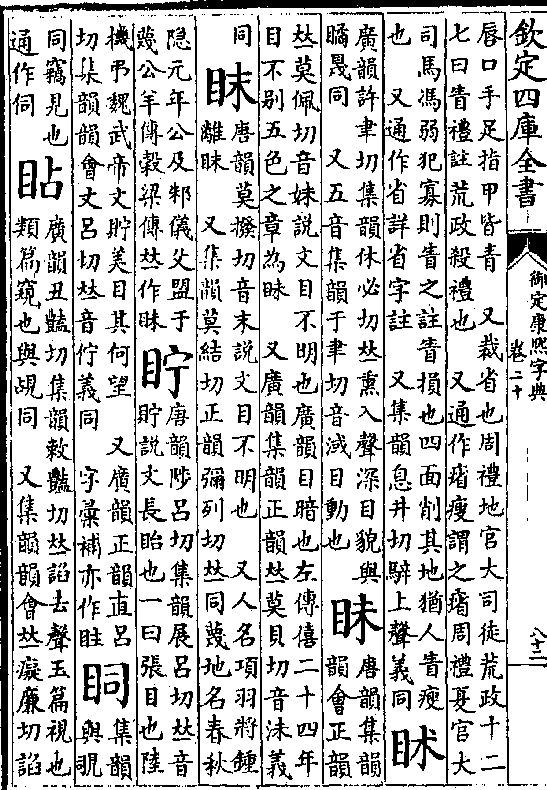 欽定四庫全書
御定康熙字典
卷二十
八十二
脣口手足指甲皆青 又裁省也周禮地官大司徒荒政十二
七曰眚禮註荒政殺禮也 又通作㾪瘦謂之㾪周禮夏官大
司馬馮弱犯寡則眚之註眚損也四面削其地猶人眚瘦
也 又通作省詳省字註 又集韻息井切騂上聲義同
䀢
廣韻許聿切集韻休必切𠀤熏入聲深目貌與
瞲同 又五音集韻于聿切音淢目動也
眛
唐韻集韻
韻會正韻
𠀤莫佩切音妹說文目不明也廣韻目暗也左傳僖二十四年
目不别五色之章為眛 又廣韻集韻正韻𠀤莫貝切音沬義
同
眜
唐韻莫撥切音末說文目不明也 又人名項羽將鍾
離眜 又集韻莫結切正韻彌列切𠀤同蔑地名春秋
隱元年公及邾儀父盟于
蔑公羊傳穀梁傳𠀤作眛
眝
唐韻陟呂切集韻展呂切𠀤音
貯說文長眙也一曰張目也陸
機弔魏武帝文眝美目其何望 又廣韻正韻直呂
切集韻韻會丈呂切𠀤音佇義同 字彙補亦作
䀦
集韻
與覗
同竊見也
通作伺
䀡
廣韻丑豔切集韻敕豔切𠀤諂去聲玉篇視也
類篇窺也與覘同 又集韻韻會𠀤癡廉切諂